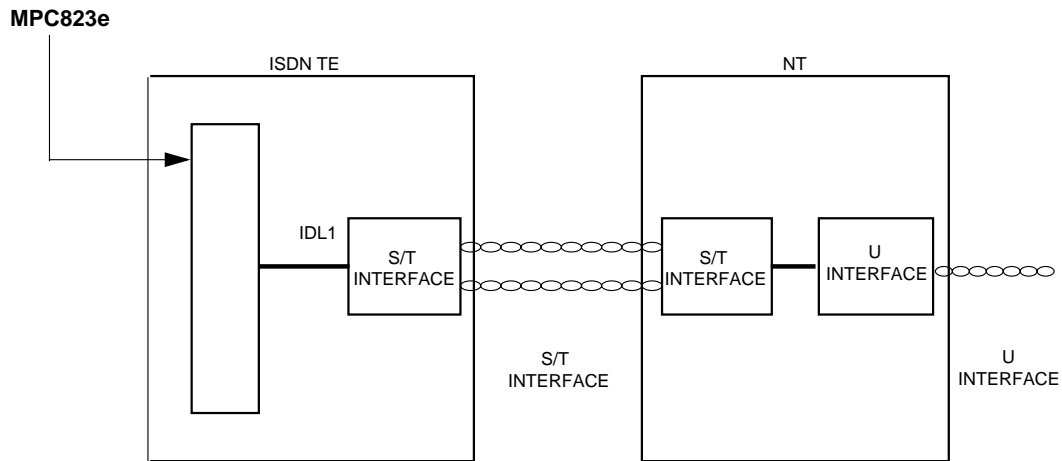 MPC823e
ISDN TE
NT
IDL1
S/T
INTERFACE
S/T
INTERFACE
U
INTERFACE
S/T
INTERFACE
U
INTERFACE